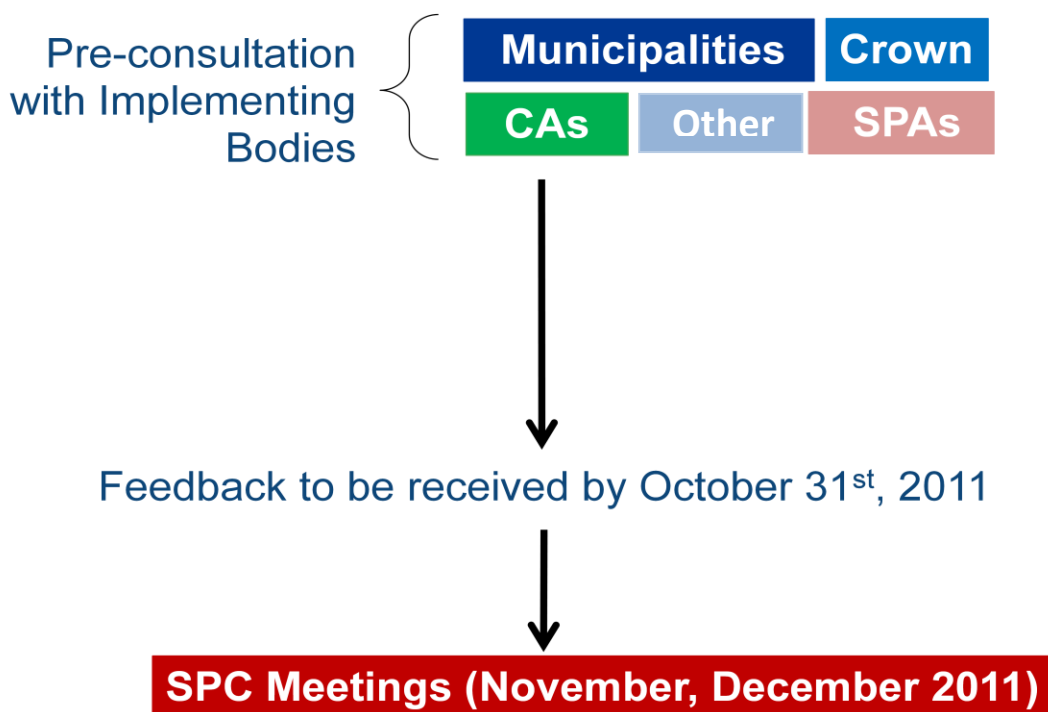 Pre-consultation
with Implementing
Bodies
Municipalities
Crown
CAs
Other
SPAs
Feedback to be received by October 31st, 2011
SPC Meetings (November, December 2011)